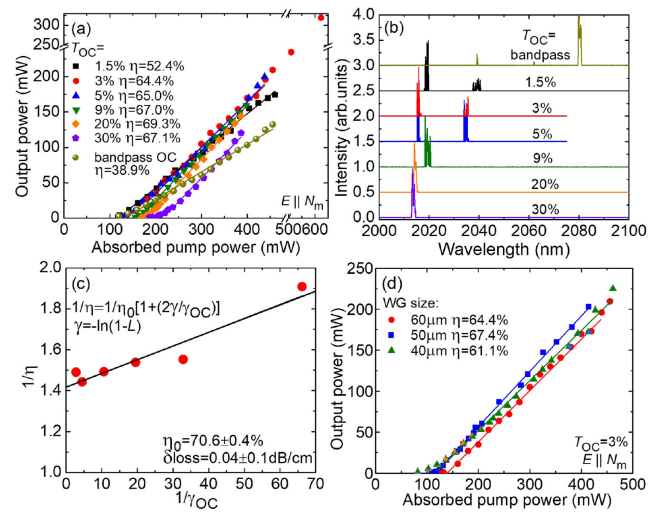 (a)
T_OC=
1.5% η=52.4%
3% η=64.4%
5% η=65.0%
9% η=67.0%
20% η=69.3%
30% η=67.1%
bandpass OC
η=38.9%
E || N_m
300
250
200
150
100
50
0
0 100 200 300 400 500 600
Output power (mW)
Absorbed pump power (mW)
(b)
T_OC=
bandpass
1.5%
3%
5%
9%
20%
30%
4.0
3.5
3.0
2.5
2.0
1.5
1.0
0.5
0.0
2000 2020 2040 2060 2080 2100
Intensity (arb.units)
Wavelength (nm)
(c)
1/η=1/η₀[1+(2γ/γ_OC)]
γ=-ln(1-L)
η₀=70.6±0.4%
δloss=0.04±0.1dB/cm
2.0
1.8
1.6
1.4
1.2
1.0
0 10 20 30 40 50 60 70
1/η
1/γ_OC
(d)
WG size:
60μm η=64.4%
50μm η=67.4%
40μm η=61.1%
T_OC=3%
E || N_m
250
200
150
100
50
0
0 100 200 300 400 500
Output power (mW)
Absorbed pump power (mW)